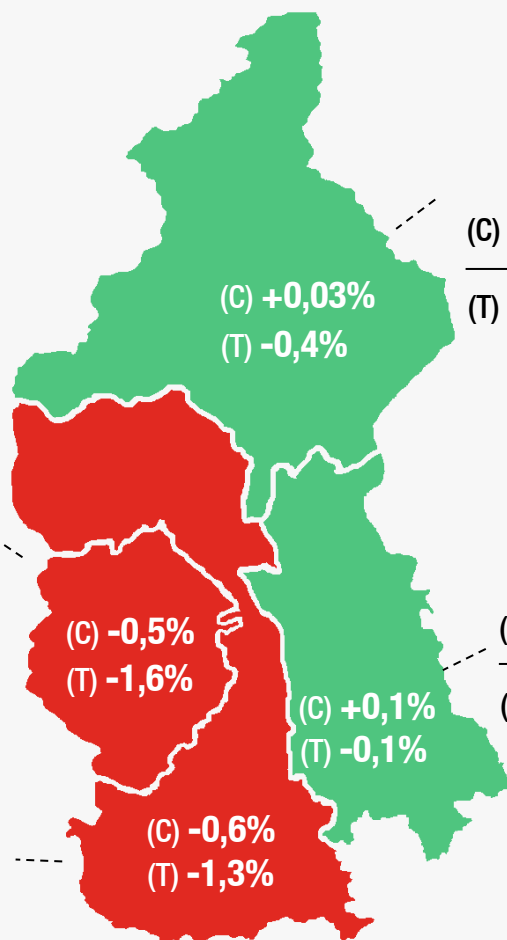 (C)
(T)
(C) +0,03%
(T) -0,4%
(C) -0,5%
(T) -1,6%
(
(
(C) +0,1%
(T) -0,1%
(C) -0,6%
(T) -1,3%